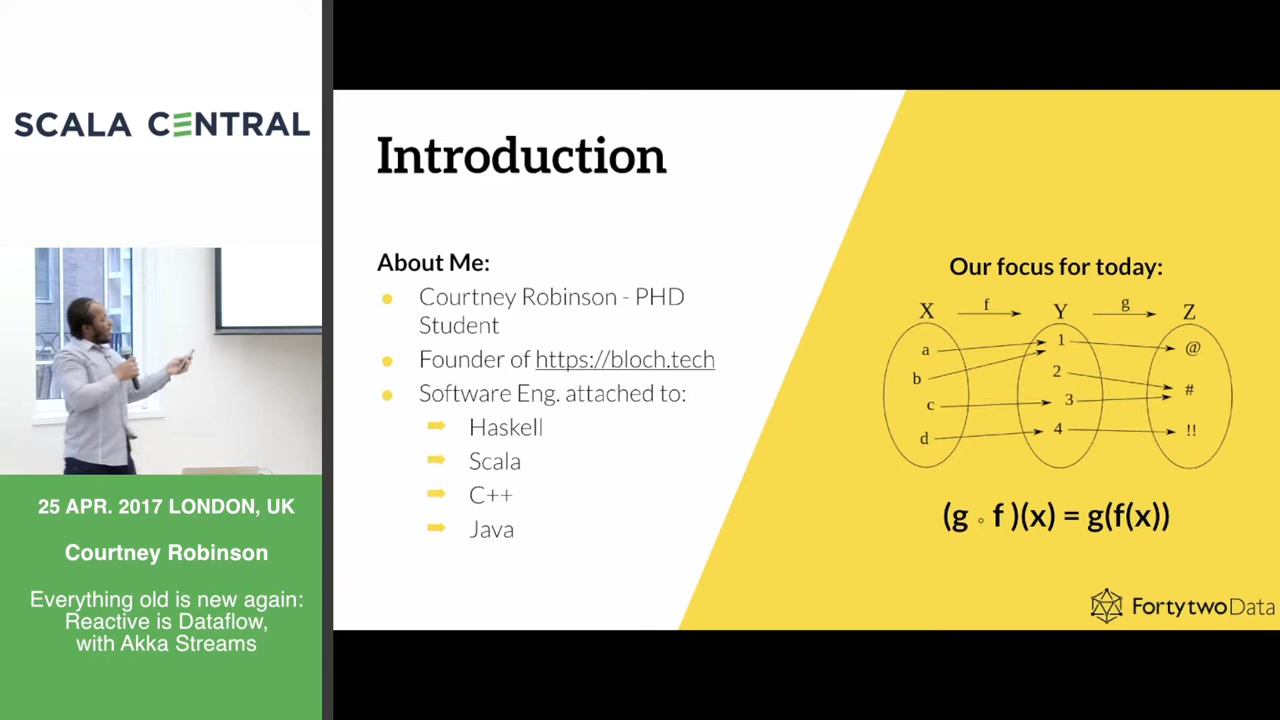 SCALA CENTRAL
25 APR. 2017 LONDON, UK
Courtney Robinson
Everything old is new again:
Reactive is Dataflow,
with Akka Streams
Introduction
About Me:
Courtney Robinson - PHD
Student
Founder of https://bloch.tech
Software Eng. attached to:
Haskell
Scala
C++
Java
Our focus for today:
X f Y g Z
a 1 @
b 2 #
c 3
d 4 !!
(g ∘ f )(x) = g(f(x))
FortytwoData